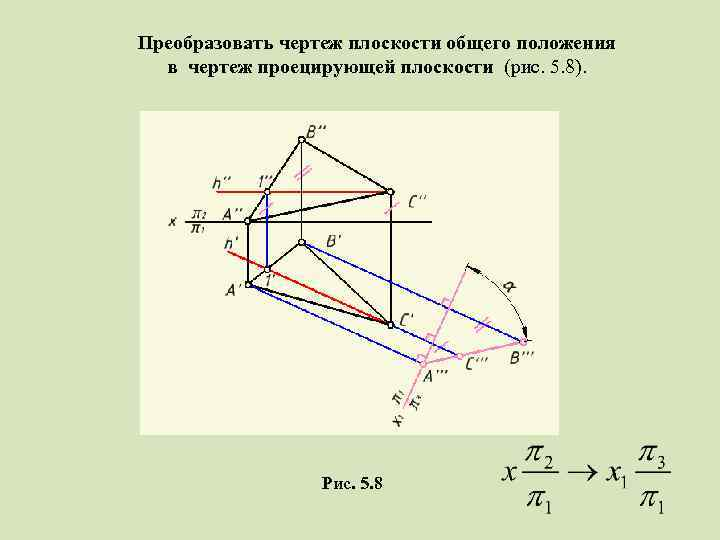 Преобразовать чертеж плоскости общего положения
в чертеж проецирующей плоскости (рис. 5. 8).
B″
h″ 1″ C″
x π₂ A″
π₁
h′ B′
A′ 1′
C′
α
A‴ C‴ B‴
x₁ π₁
Рис. 5. 8
x π₂/π₁ → x₁ π₃/π₁